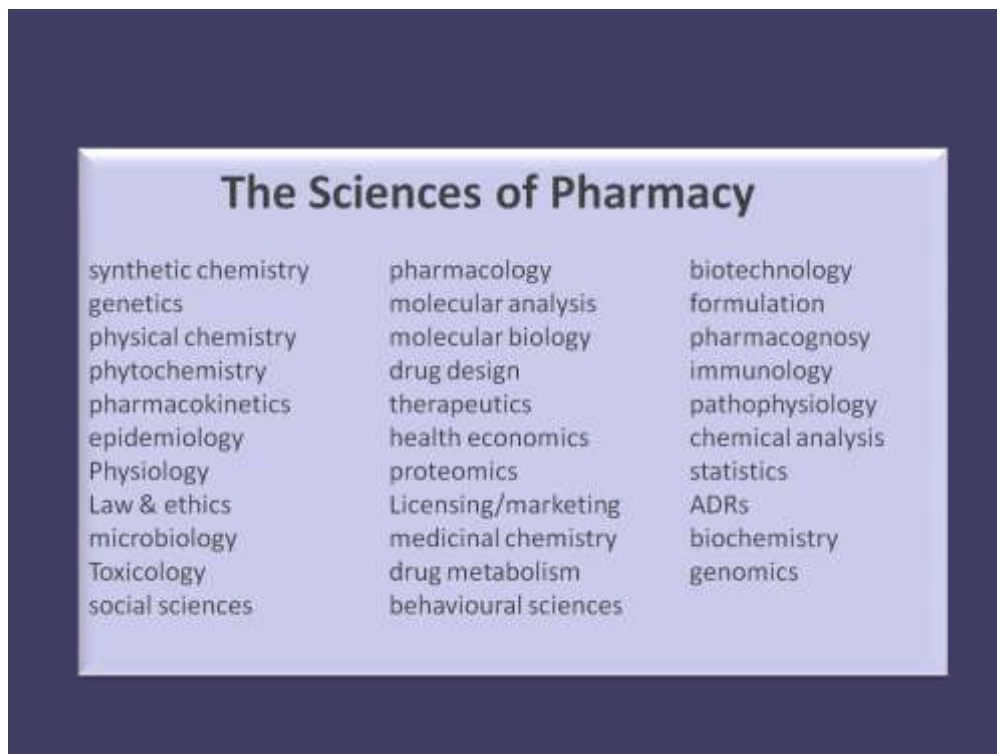 The Sciences of Pharmacy
synthetic chemistry
genetics
physical chemistry
phytochemistry
pharmacokinetics
epidemiology
Physiology
Law & ethics
microbiology
Toxicology
social sciences
pharmacology
molecular analysis
molecular biology
drug design
therapeutics
health economics
proteomics
Licensing/marketing
medicinal chemistry
drug metabolism
behavioural sciences
biotechnology
formulation
pharmacognosy
immunology
pathophysiology
chemical analysis
statistics
ADRs
biochemistry
genomics